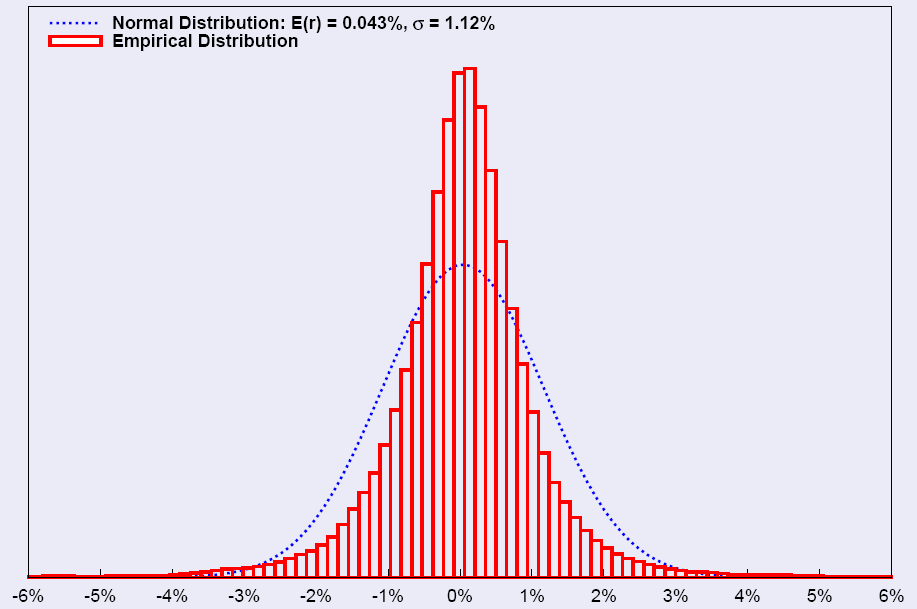 Normal Distribution: E(r) = 0.043%, σ = 1.12%
Empirical Distribution
-6% -5% -4% -3% -2% -1% 0% 1% 2% 3% 4% 5% 6%